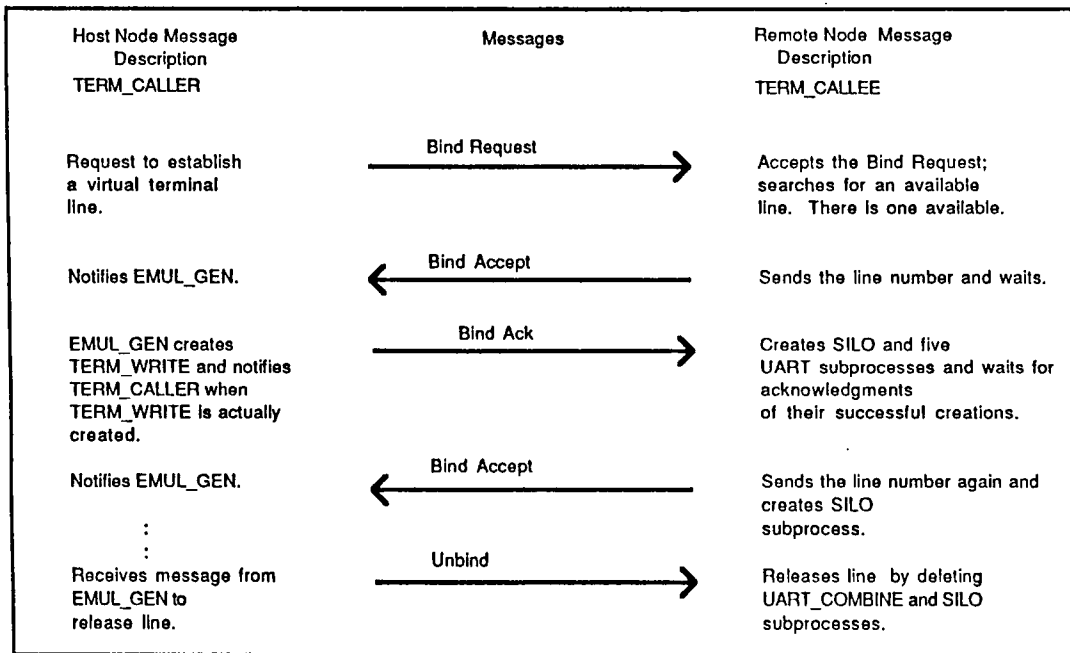 Host Node Message
Description
TERM_CALLER
Messages
Remote Node Message
Description
TERM_CALLEE
Request to establish
a virtual terminal
line.
Bind Request
Accepts the Bind Request;
searches for an available
line. There is one available.
Notifies EMUL_GEN.
Bind Accept
Sends the line number and waits.
EMUL_GEN creates
TERM_WRITE and notifies
TERM_CALLER when
TERM_WRITE is actually
created.
Bind Ack
Creates SILO and five
UART subprocesses and waits for
acknowledgments
of their successful creations.
Notifies EMUL_GEN.
Bind Accept
Sends the line number again and
creates SILO
subprocess.
:
:
Receives message from
EMUL_GEN to
release line.
Unbind
Releases line by deleting
UART_COMBINE and SILO
subprocesses.